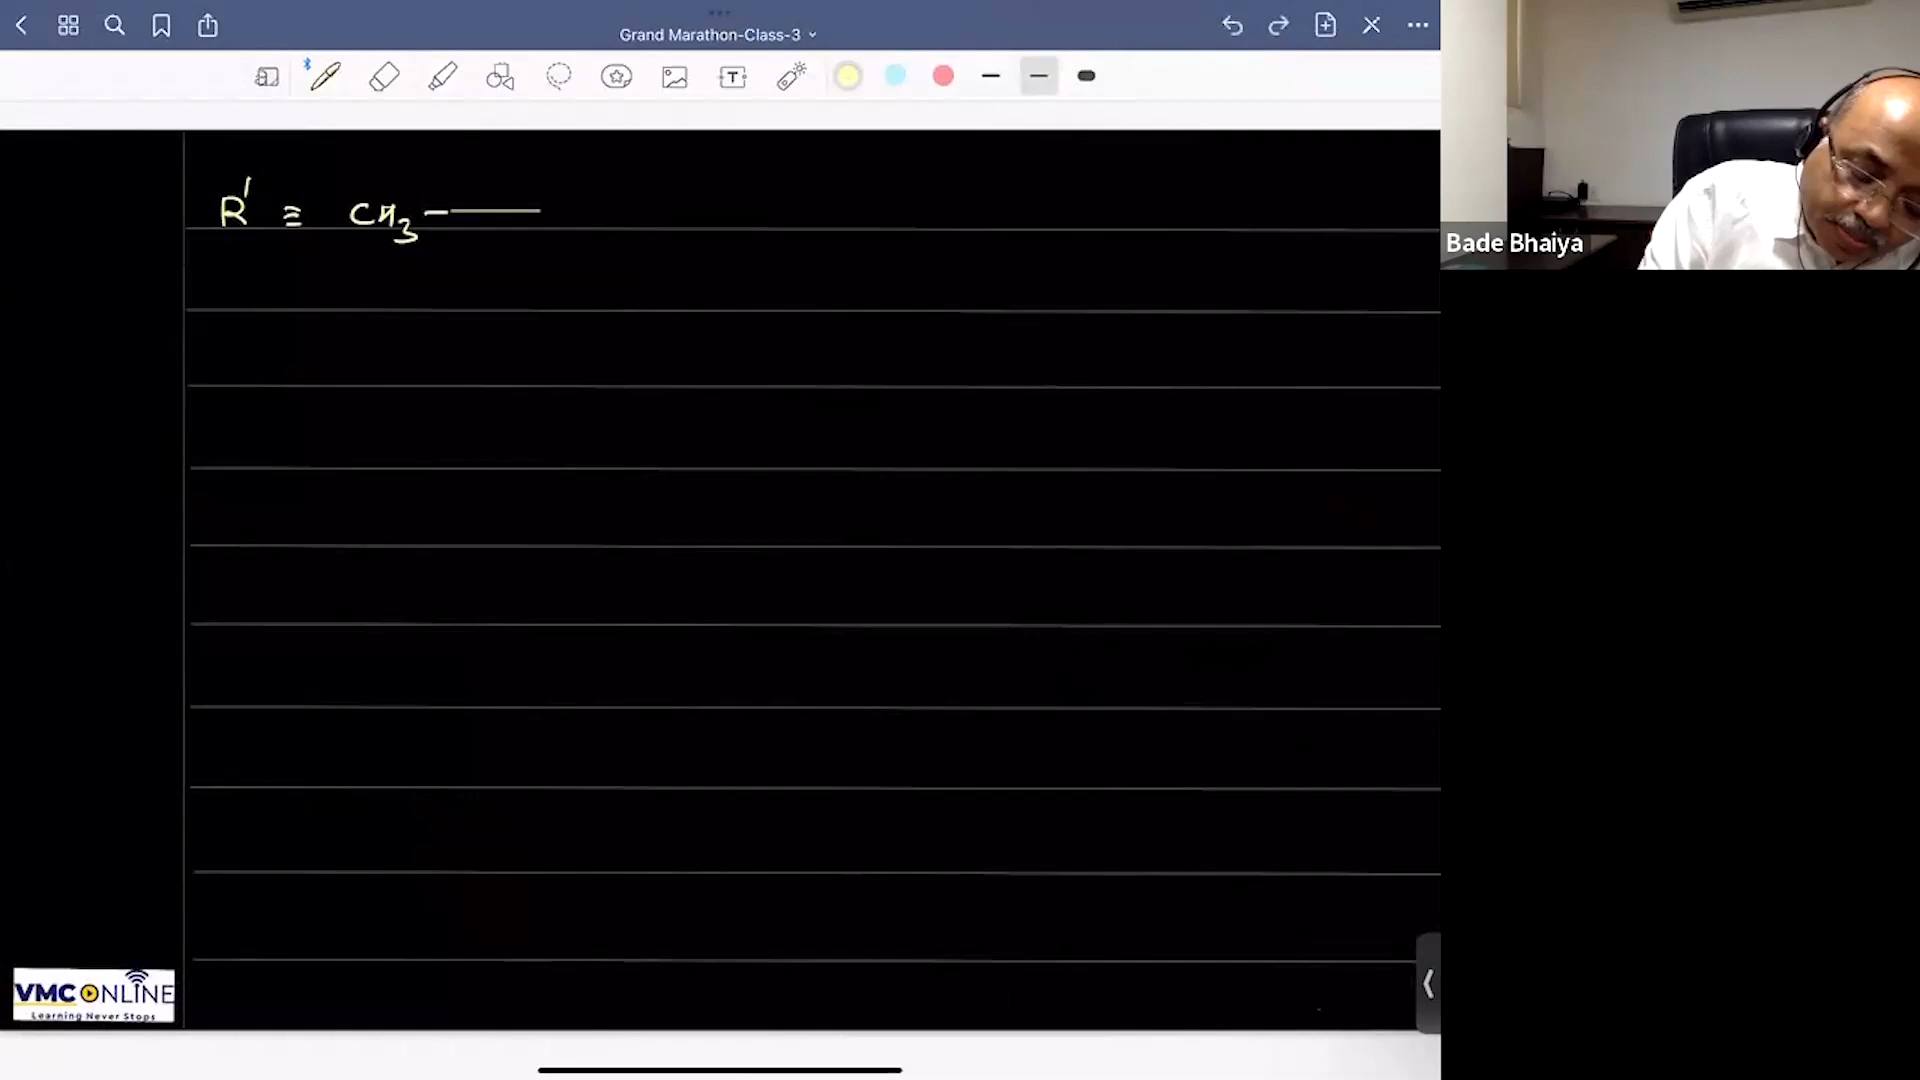 Grand Marathon-Class-3
T
R' ≡ CH3 —
Bade Bhaiya
VMC ONLINE
Learning Never Stops